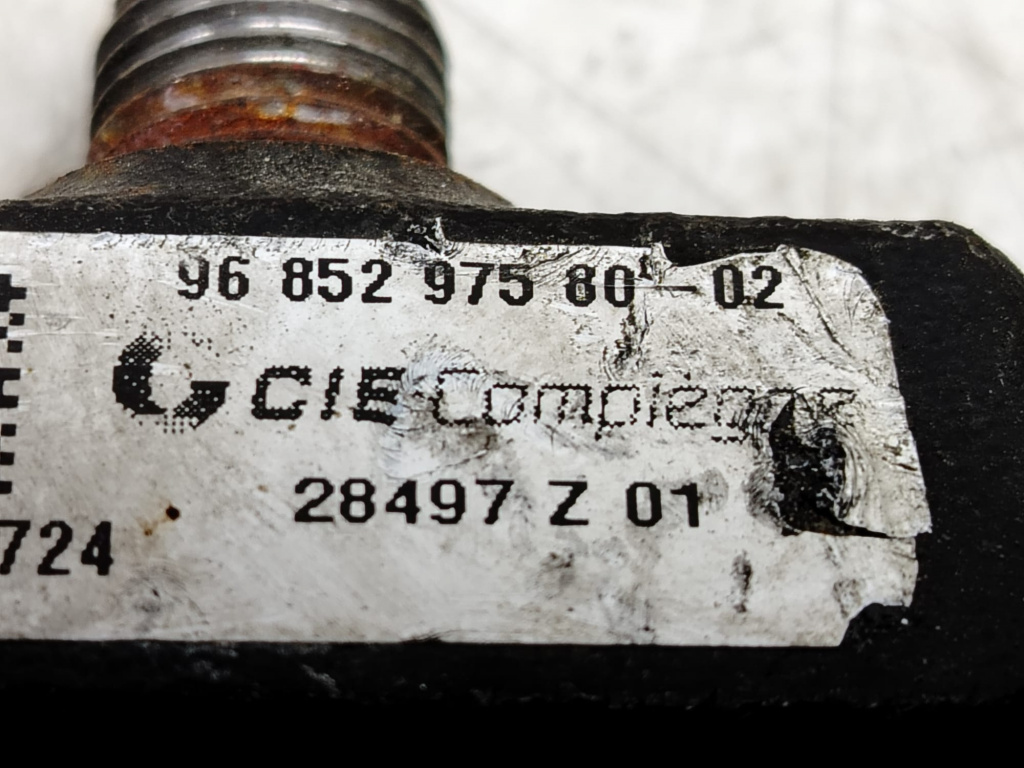 96 852 975 80 - 02
CIE Compiègne
28497 Z 01
724